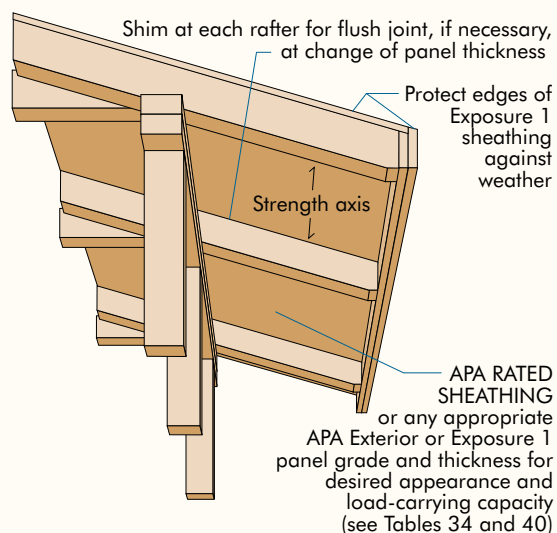 Shim at each rafter for flush joint, if necessary,
at change of panel thickness
Protect edges of
Exposure 1
sheathing
against
weather
Strength axis
APA RATED
SHEATHING
or any appropriate
APA Exterior or Exposure 1
panel grade and thickness for
desired appearance and
load-carrying capacity
(see Tables 34 and 40)